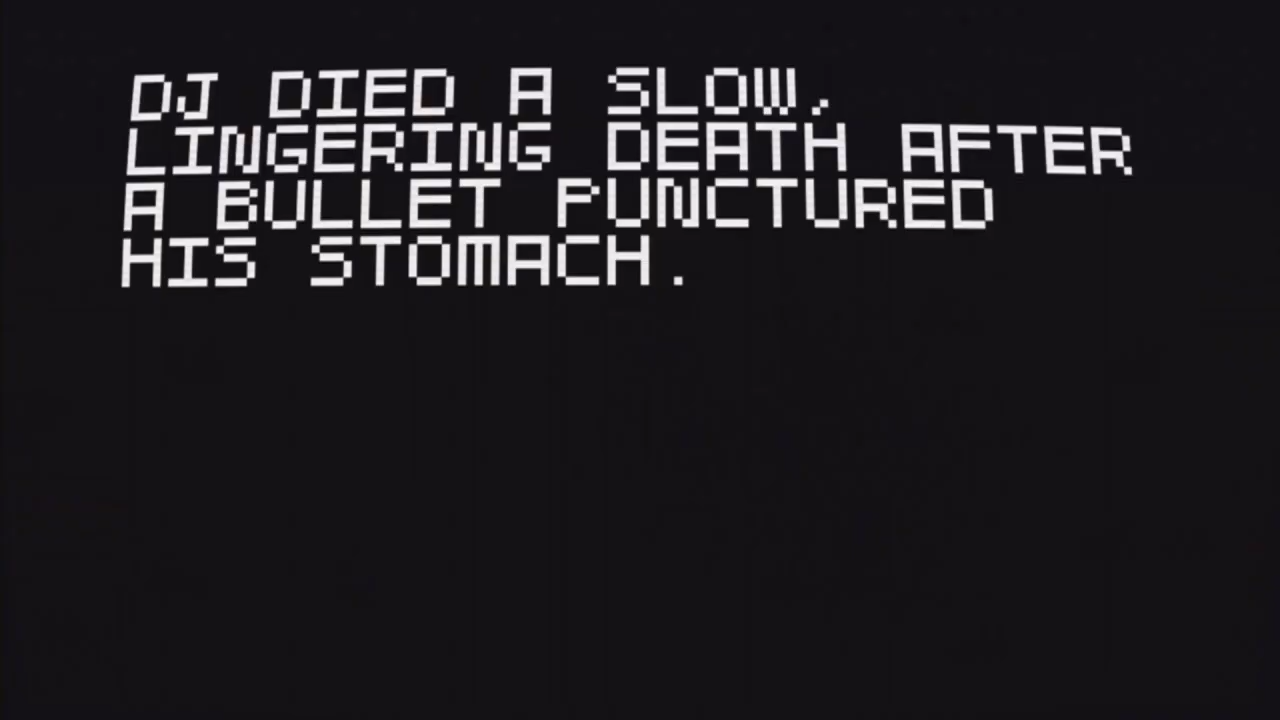 DJ DIED A SLOW,
LINGERING DEATH AFTER
A BULLET PUNCTURED
HIS STOMACH.